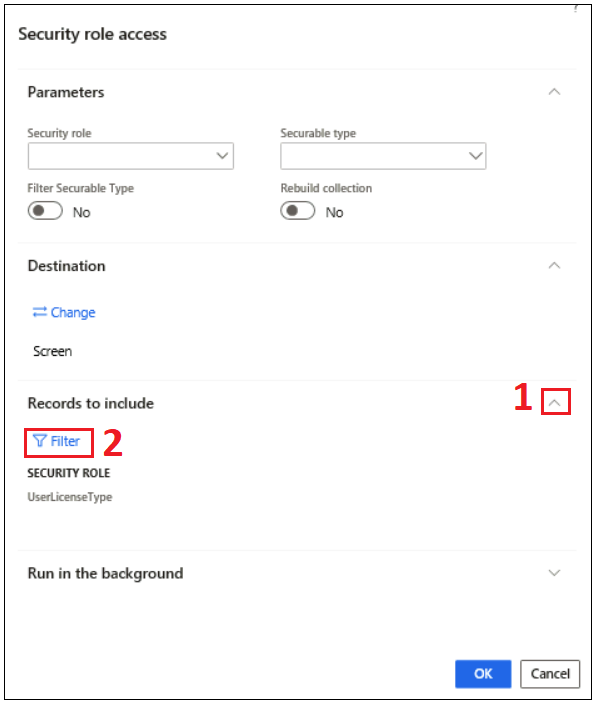 ?
Security role access
Parameters
Security role
Securable type
Filter Securable Type
No
Rebuild collection
No
Destination
Change
Screen
Records to include
1
Filter
2
SECURITY ROLE
UserLicenseType
Run in the background
OK
Cancel